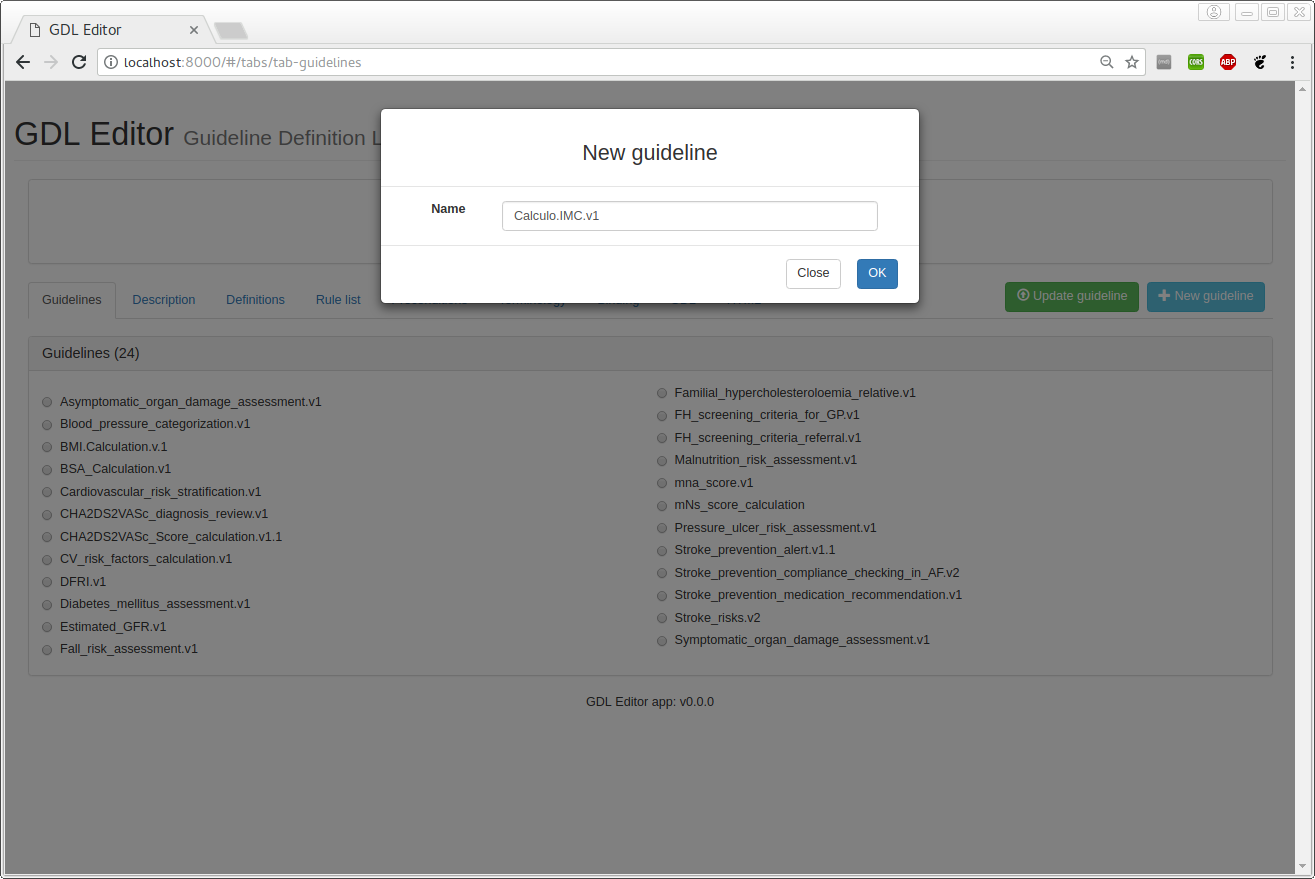 GDL Editor
localhost:8000/#/tabs/tab-guidelines
CORS
ABP
GDL Editor Guideline Definition L
New guideline
Name
Calculo.IMC.v1
Close OK
Guidelines Description Definitions Rule list
Update guideline New guideline
Guidelines (24)
Asymptomatic_organ_damage_assessment.v1
Blood_pressure_categorization.v1
BMI.Calculation.v.1
BSA_Calculation.v1
Cardiovascular_risk_stratification.v1
CHA2DS2VASc_diagnosis_review.v1
CHA2DS2VASc_Score_calculation.v1.1
CV_risk_factors_calculation.v1
DFRI.v1
Diabetes_mellitus_assessment.v1
Estimated_GFR.v1
Fall_risk_assessment.v1
Familial_hypercholesteroloemia_relative.v1
FH_screening_criteria_for_GP.v1
FH_screening_criteria_referral.v1
Malnutrition_risk_assessment.v1
mna_score.v1
mNs_score_calculation
Pressure_ulcer_risk_assessment.v1
Stroke_prevention_alert.v1.1
Stroke_prevention_compliance_checking_in_AF.v2
Stroke_prevention_medication_recommendation.v1
Stroke_risks.v2
Symptomatic_organ_damage_assessment.v1
GDL Editor app: v0.0.0